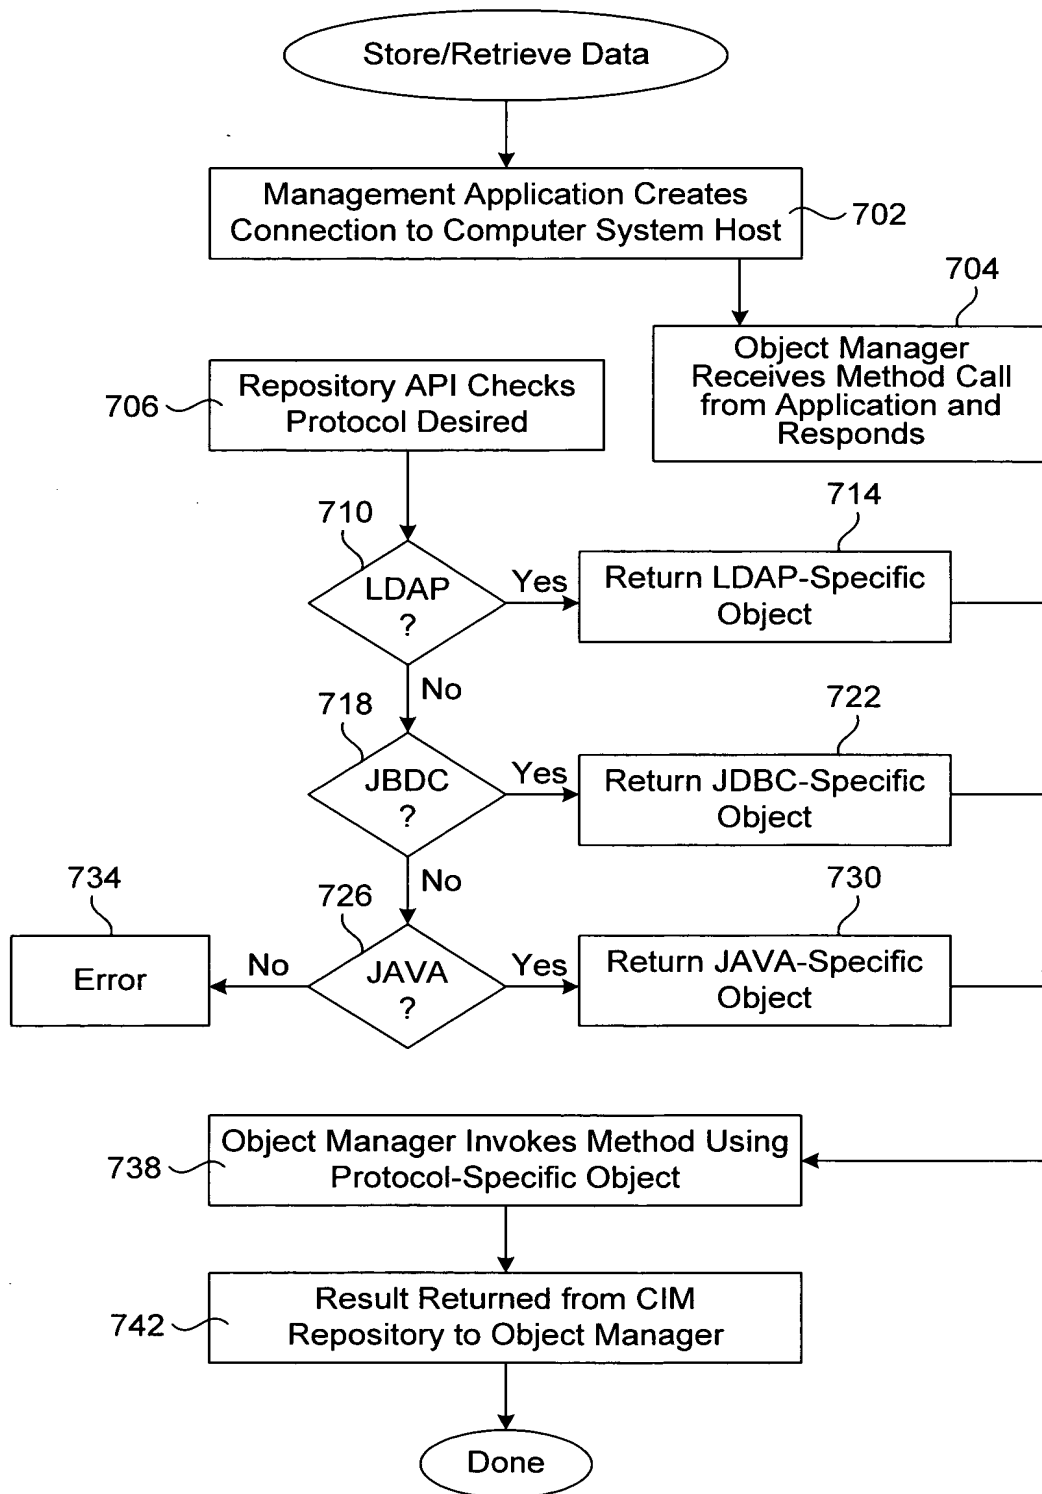 Store/Retrieve Data
Management Application Creates
Connection to Computer System Host
702
704
Object Manager
Receives Method Call
from Application and
Responds
706
Repository API Checks
Protocol Desired
710
LDAP
?
Yes
714
Return LDAP-Specific
Object
No
718
JBDC
?
Yes
722
Return JDBC-Specific
Object
No
726
JAVA
?
Yes
730
Return JAVA-Specific
Object
No
734
Error
738
Object Manager Invokes Method Using
Protocol-Specific Object
742
Result Returned from CIM
Repository to Object Manager
Done